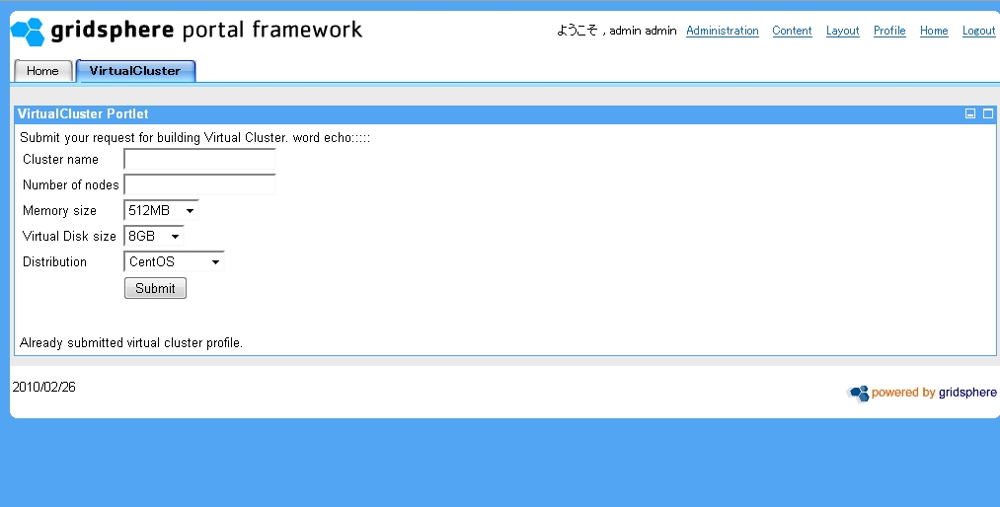 gridsphere portal framework
ようこそ , admin admin Administration Content Layout Profile Home Logout
Home VirtualCluster
VirtualCluster Portlet
Submit your request for building Virtual Cluster. word echo:::::
Cluster name
Number of nodes
Memory size 512MB
Virtual Disk size 8GB
Distribution CentOS
Submit
Already submitted virtual cluster profile.
2010/02/26
powered by gridsphere